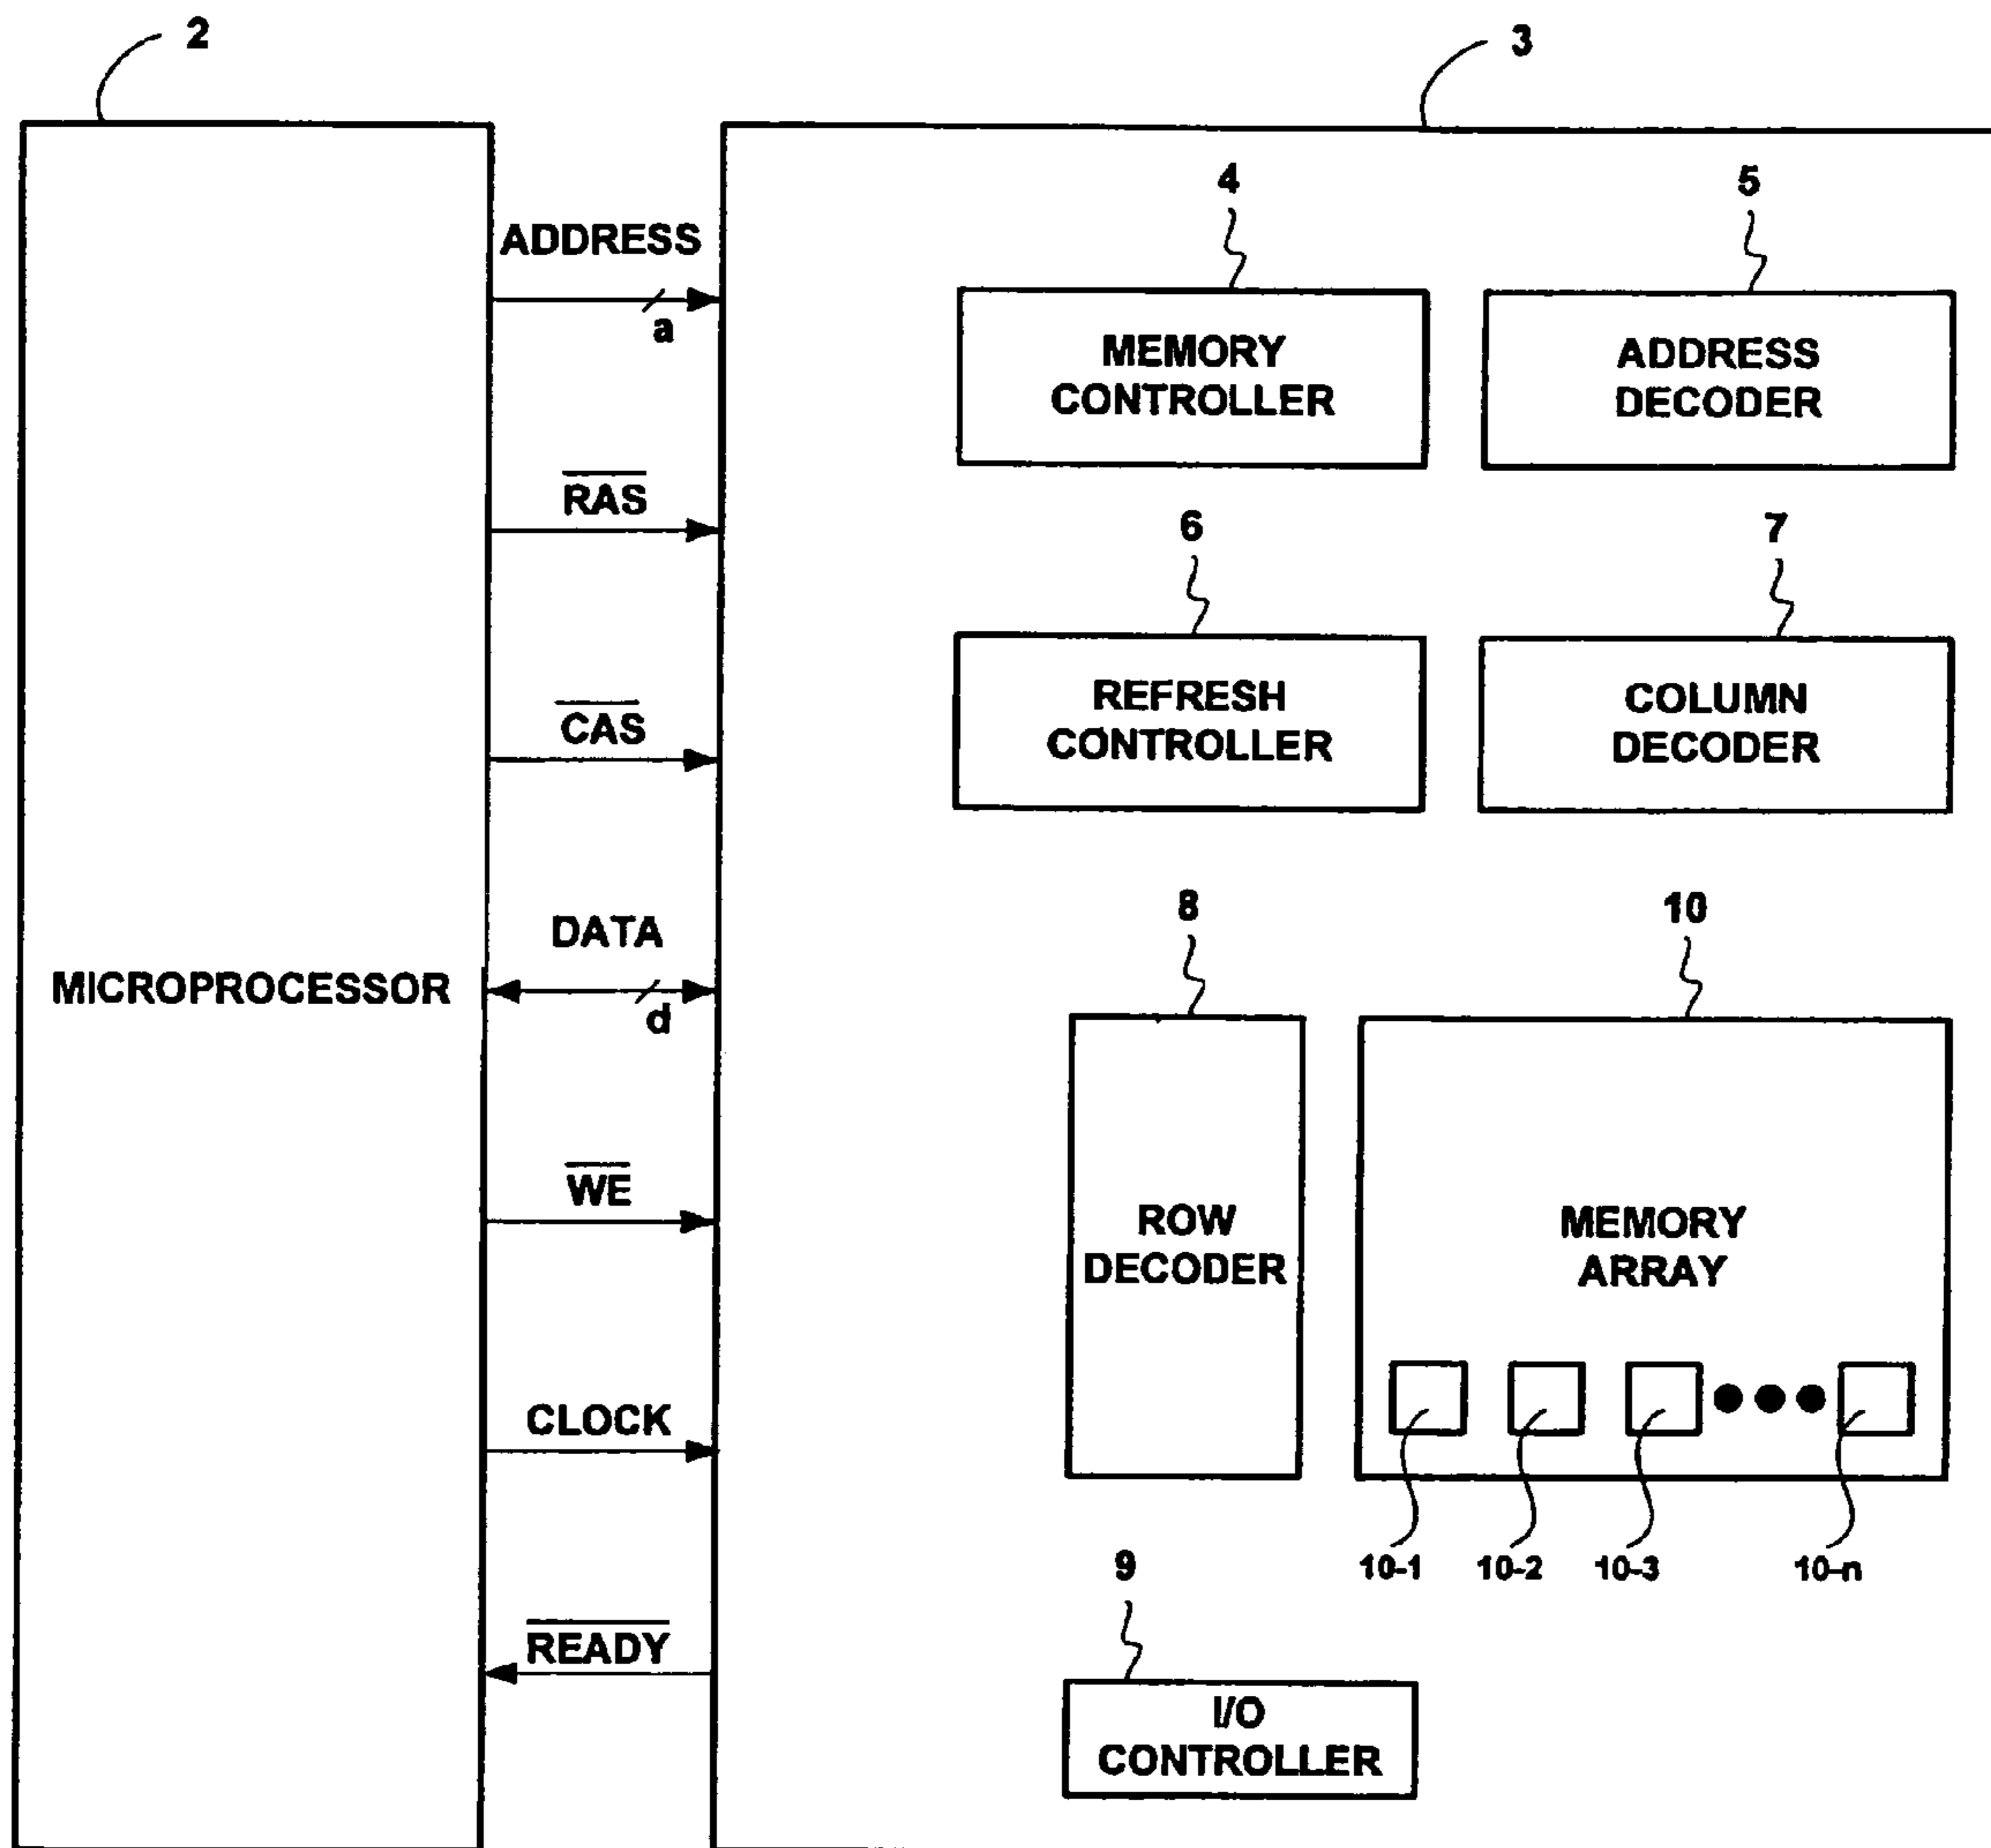 2
3
4
5
ADDRESS
a
MEMORY
CONTROLLER
ADDRESS
DECODER
RAS
6
7
CAS
REFRESH
CONTROLLER
COLUMN
DECODER
8
10
DATA
d
MICROPROCESSOR
WE
ROW
DECODER
MEMORY
ARRAY
CLOCK
10-1
10-2
10-3
10-n
9
READY
I/O
CONTROLLER